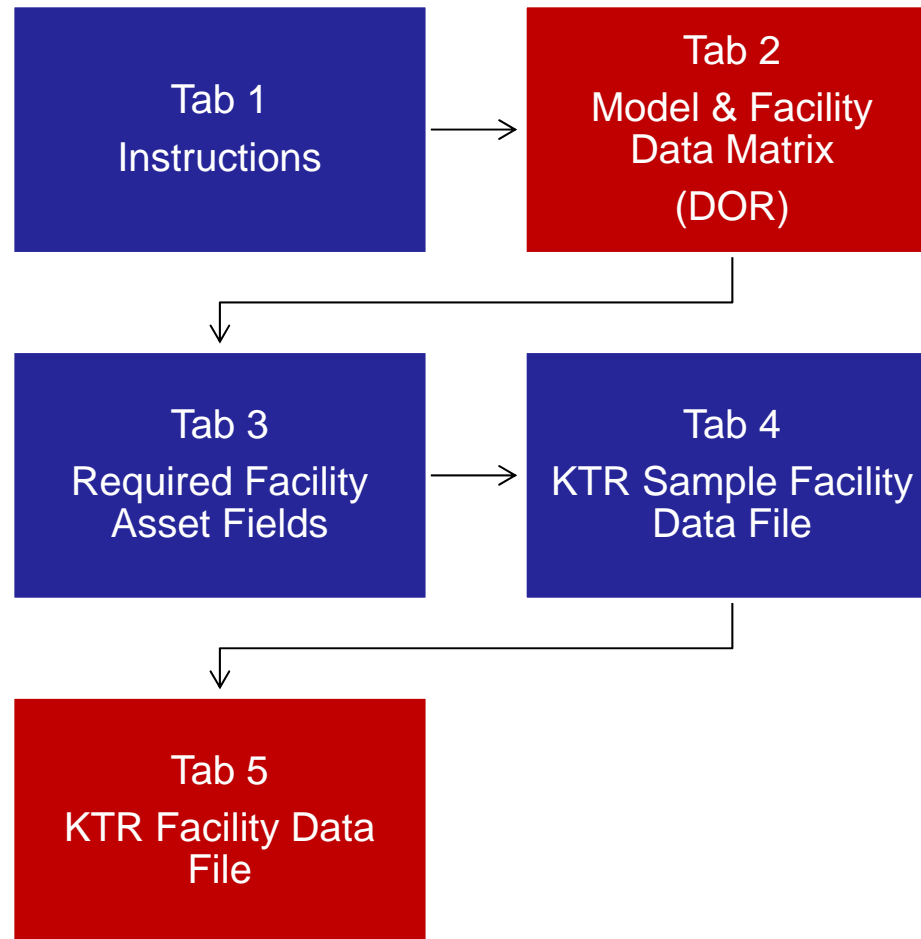 Tab 1
Instructions
Tab 2
Model & Facility
Data Matrix
(DOR)
Tab 3
Required Facility
Asset Fields
Tab 4
KTR Sample Facility
Data File
Tab 5
KTR Facility Data
File